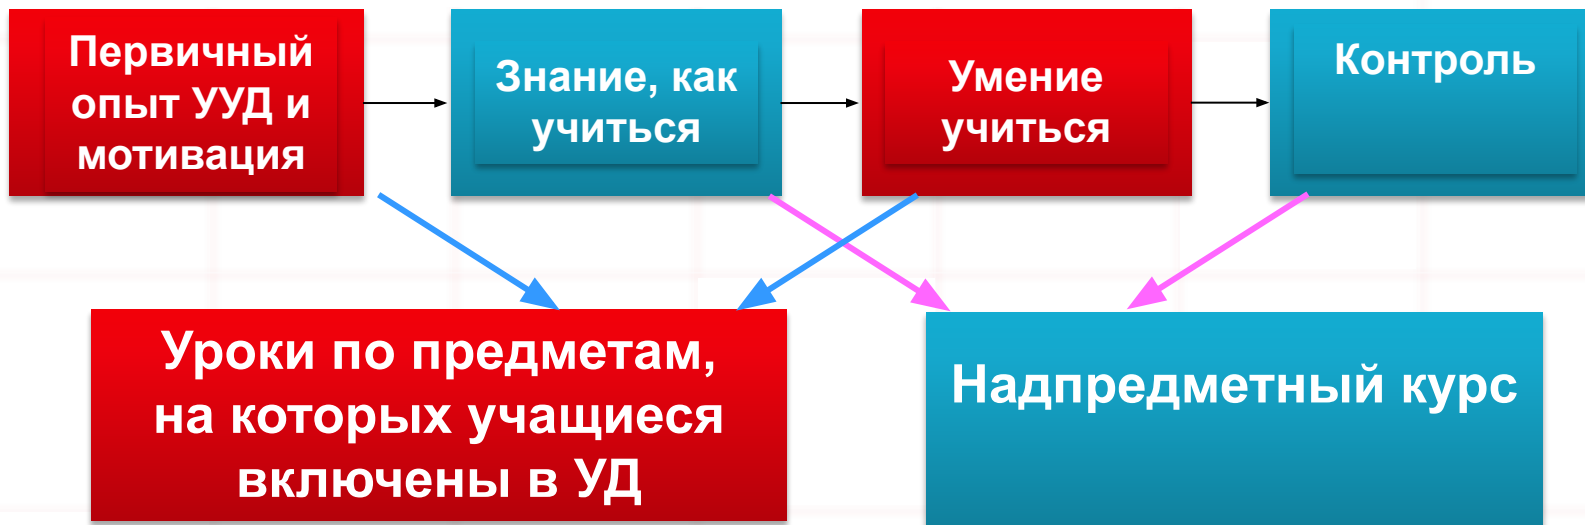 Первичный
опыт УУД и
мотивация
Знание, как
учиться
Умение
учиться
Контроль
Уроки по предметам,
на которых учащиеся
включены в УД
Надпредметный курс